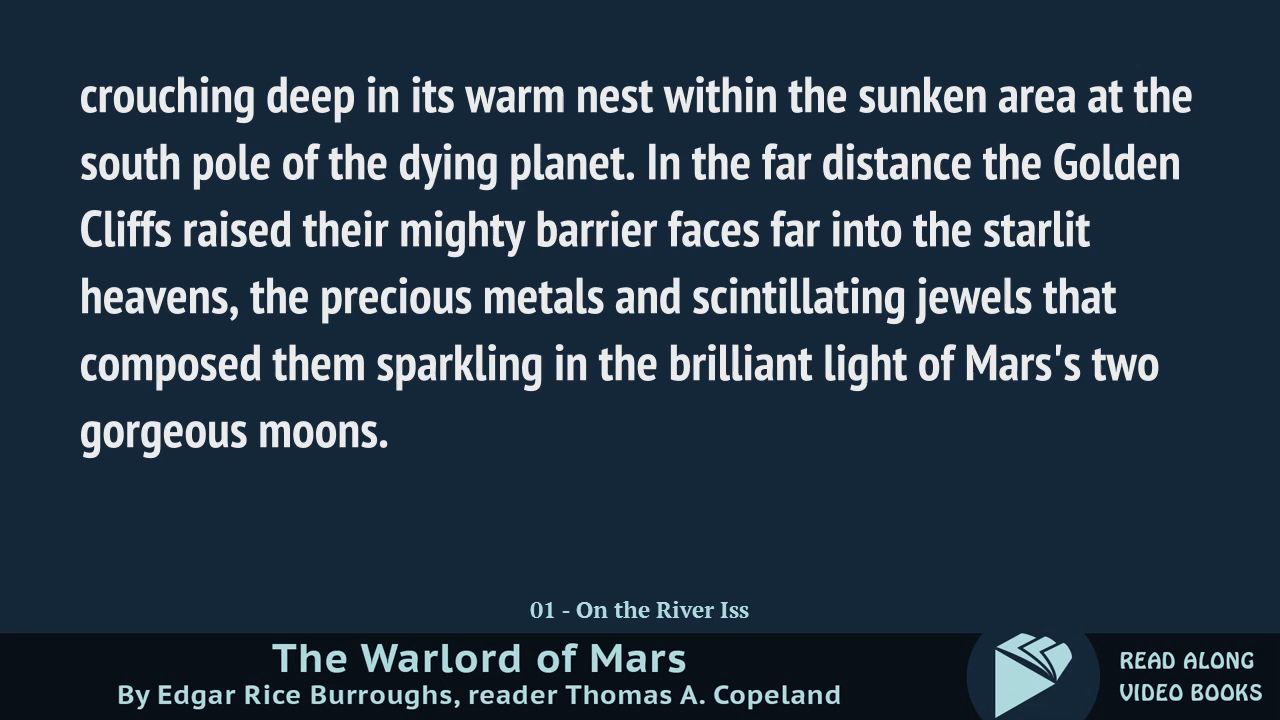 crouching deep in its warm nest within the sunken area at the
south pole of the dying planet. In the far distance the Golden
Cliffs raised their mighty barrier faces far into the starlit
heavens, the precious metals and scintillating jewels that
composed them sparkling in the brilliant light of Mars's two
gorgeous moons.
01 - On the River Iss
The Warlord of Mars
By Edgar Rice Burroughs, reader Thomas A. Copeland
READ ALONG
VIDEO BOOKS